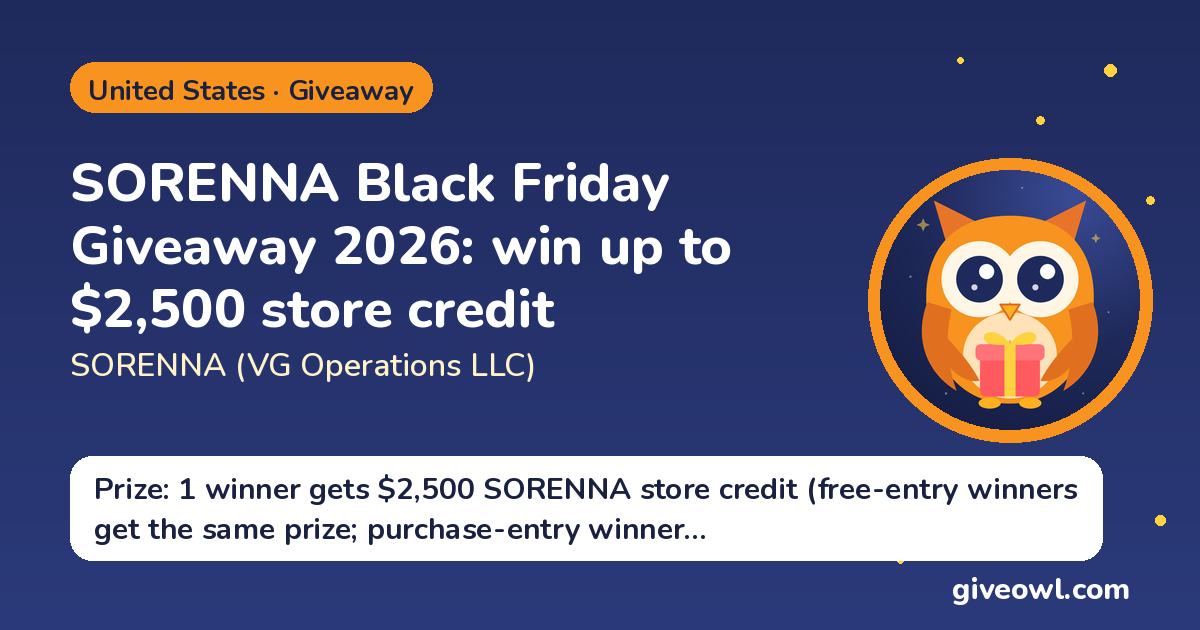 United States · Giveaway
SORENNA Black Friday
Giveaway 2026: win up to
$2,500 store credit
SORENNA (VG Operations LLC)
Prize: 1 winner gets $2,500 SORENNA store credit (free-entry winners
get the same prize; purchase-entry winner...
giveowl.com